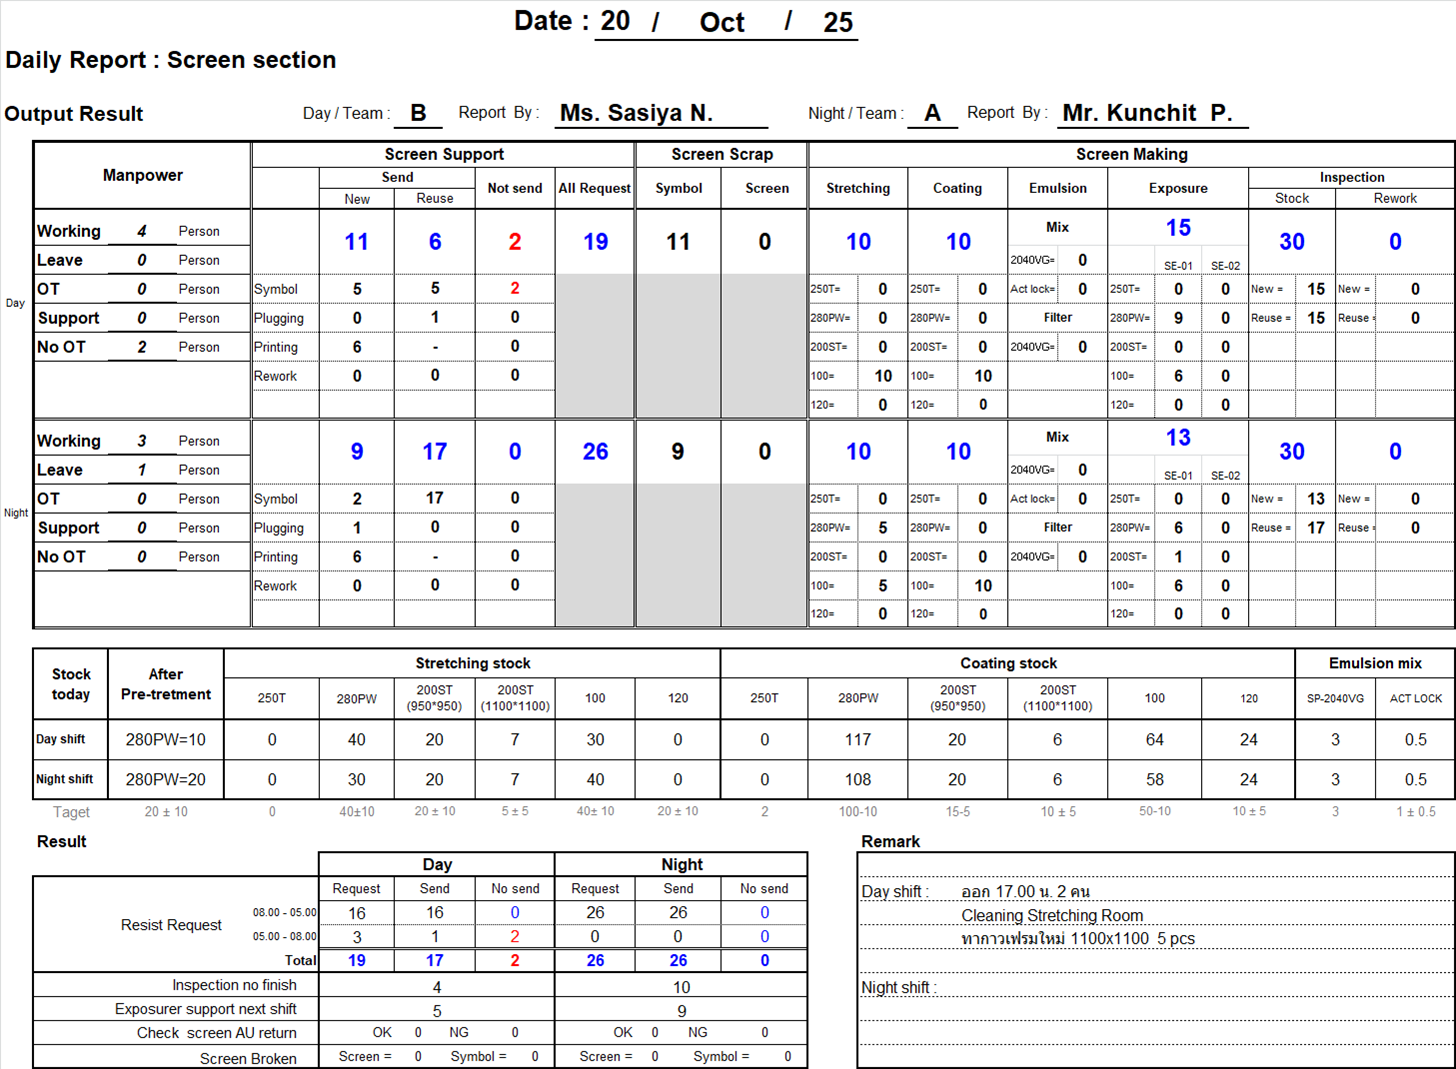 Date : 20 / Oct / 25
Daily Report : Screen section
Output Result Day / Team : B Report By : Ms. Sasiya N. Night / Team : A Report By : Mr. Kunchit P.
Manpower Screen Support Screen Scrap Screen Making
Send Not send All Request Symbol Screen Stretching Coating Emulsion Exposure Inspection
New Reuse Stock Rework
Day
Working 4 Person 11 6 2 19 11 0 10 10 Mix 15 30 0
Leave 0 Person 2040VG= 0 SE-01 SE-02
OT 0 Person Symbol 5 5 2 250T= 0 250T= 0 Act lock= 0 250T= 0 0 New = 15 New = 0
Support 0 Person Plugging 0 1 0 280PW= 0 280PW= 0 Filter 280PW= 9 0 Reuse = 15 Reuse = 0
No OT 2 Person Printing 6 - 0 200ST= 0 200ST= 0 2040VG= 0 200ST= 0 0
Rework 0 0 0 100= 10 100= 10 100= 6 0
120= 0 120= 0 120= 0 0
Night
Working 3 Person 9 17 0 26 9 0 10 10 Mix 13 30 0
Leave 1 Person 2040VG= 0 SE-01 SE-02
OT 0 Person Symbol 2 17 0 250T= 0 250T= 0 Act lock= 0 250T= 0 0 New = 13 New = 0
Support 0 Person Plugging 1 0 0 280PW= 5 280PW= 0 Filter 280PW= 6 0 Reuse = 17 Reuse = 0
No OT 0 Person Printing 6 - 0 200ST= 0 200ST= 0 2040VG= 0 200ST= 1 0
Rework 0 0 0 100= 5 100= 10 100= 6 0
120= 0 120= 0 120= 0 0
Stock today After Pre-tretment Stretching stock Coating stock Emulsion mix
250T 280PW 200ST (950*950) 200ST (1100*1100) 100 120 250T 280PW 200ST (950*950) 200ST (1100*1100) 100 120 SP-2040VG ACT LOCK
Day shift 280PW=10 0 40 20 7 30 0 0 117 20 6 64 24 3 0.5
Night shift 280PW=20 0 30 20 7 40 0 0 108 20 6 58 24 3 0.5
Taget 20 ± 10 0 40±10 20 ± 10 5 ± 5 40± 10 20 ± 10 2 100-10 15-5 10 ± 5 50-10 10 ± 5 3 1 ± 0.5
Result
Day Night
Request Send No send Request Send No send
Resist Request 08.00 - 05.00 16 16 0 26 26 0
05.00 - 08.00 3 1 2 0 0 0
Total 19 17 2 26 26 0
Inspection no finish 4 10
Exposurer support next shift 5 9
Check screen AU return OK 0 NG 0 OK 0 NG 0
Screen Broken Screen = 0 Symbol = 0 Screen = 0 Symbol = 0
Remark
Day shift : ออก 17.00 น. 2 คน
Cleaning Stretching Room
ทากาวเฟรมใหม่ 1100x1100 5 pcs
Night shift :